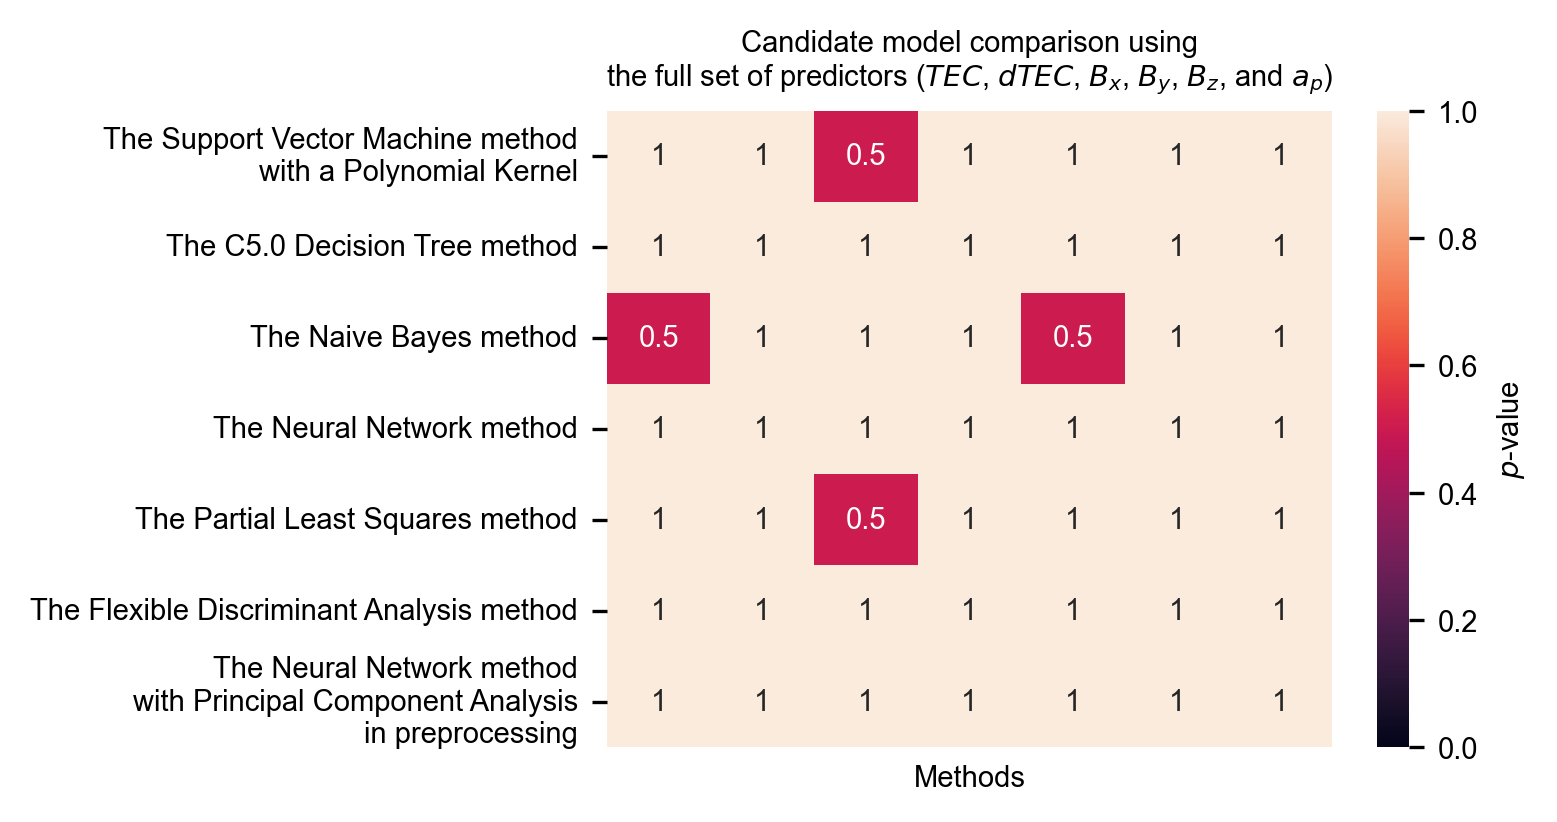 Candidate model comparison using
the full set of predictors (TEC, dTEC, Bx, By, Bz, and ap)
The Support Vector Machine method
with a Polynomial Kernel
1 1 0.5 1 1 1 1
The C5.0 Decision Tree method
1 1 1 1 1 1 1
The Naive Bayes method
0.5 1 1 1 0.5 1 1
The Neural Network method
1 1 1 1 1 1 1
The Partial Least Squares method
1 1 0.5 1 1 1 1
The Flexible Discriminant Analysis method
1 1 1 1 1 1 1
The Neural Network method
with Principal Component Analysis
in preprocessing
1 1 1 1 1 1 1
Methods
1.0
0.8
0.6
0.4
0.2
0.0
p-value